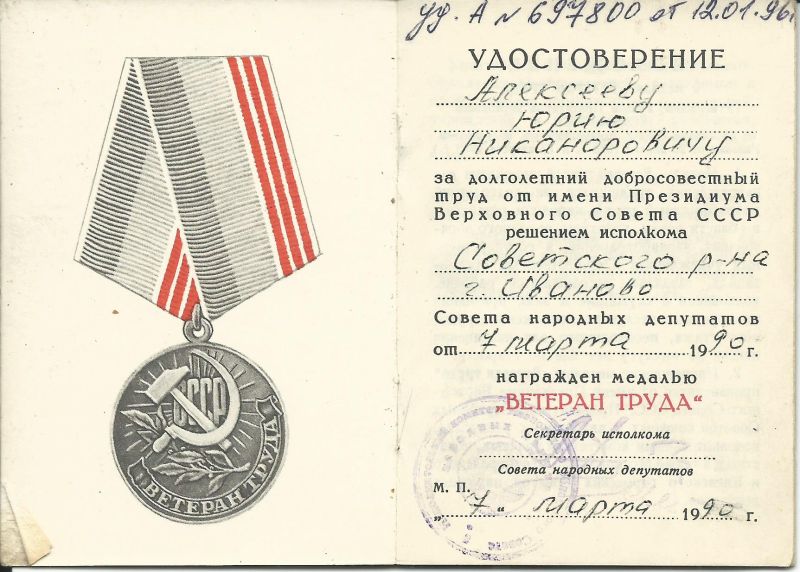 СССР
ВЕТЕРАН ТРУДА
уд. А № 697800 от 12.01.96г
УДОСТОВЕРЕНИЕ
Алексееву
Юрию
Никаноровичу
за долголетний добросовестный
труд от имени Президиума
Верховного Совета СССР
решением исполкома
Советского р-на
г. Иваново
Совета народных депутатов
от 7 марта 1990 г.
награжден медалью
„ВЕТЕРАН ТРУДА“
Секретарь исполкома
Совета народных депутатов
М. П.
„7“ марта 1990 г.